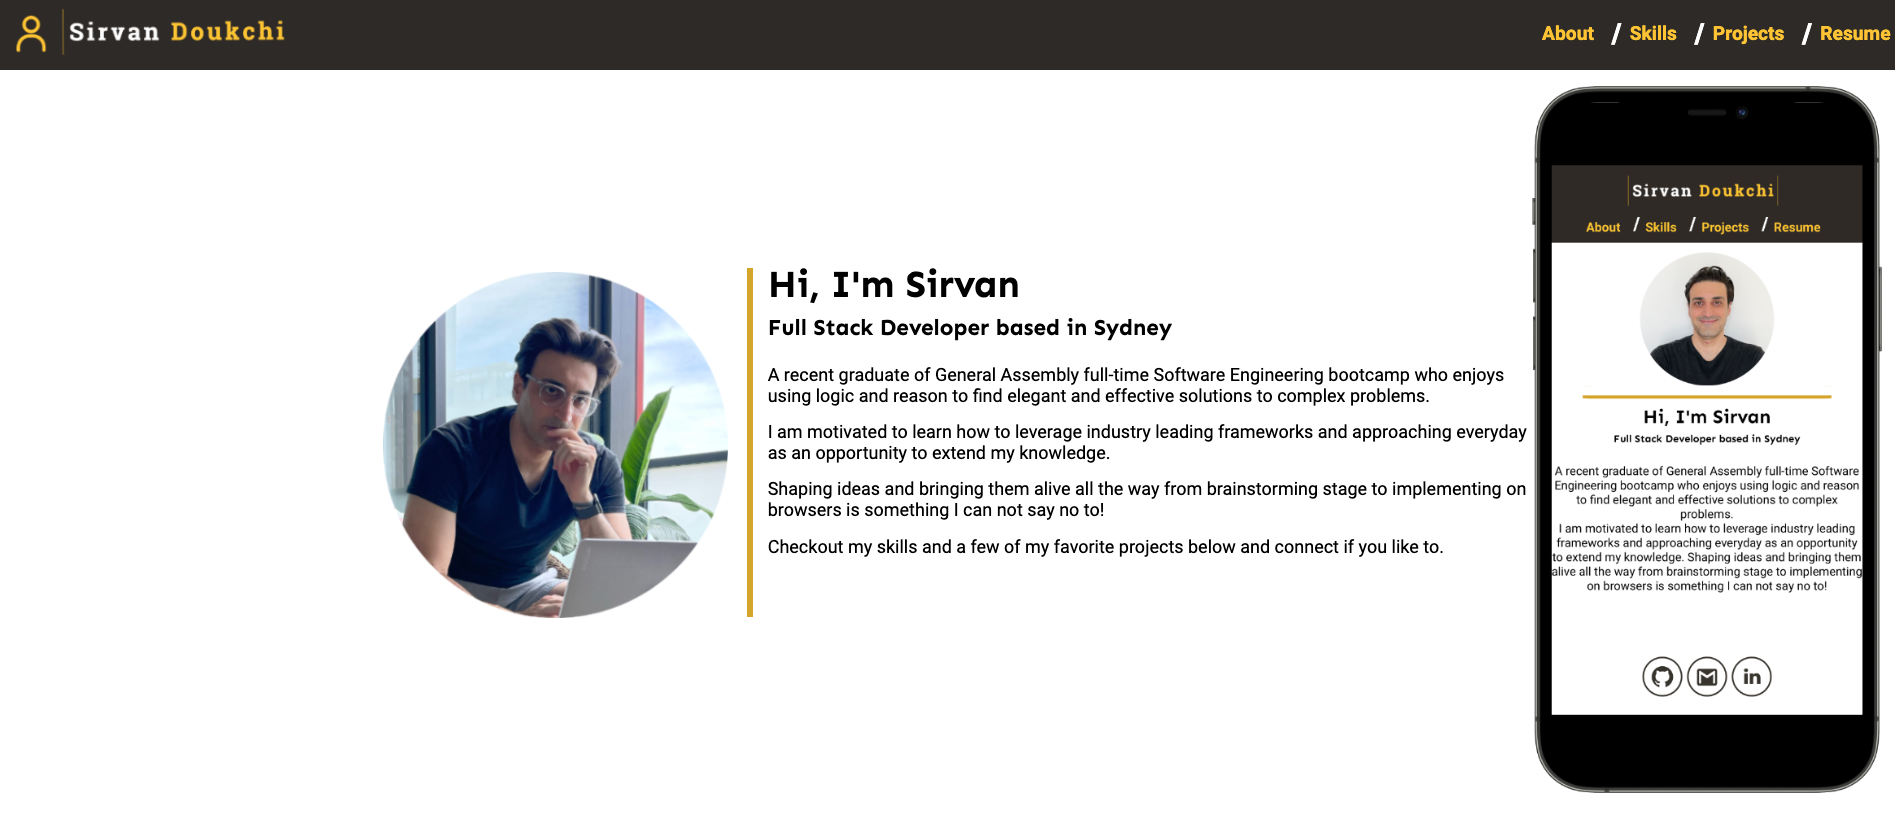 Sirvan Doukchi
About / Skills / Projects / Resume
Hi, I'm Sirvan
Full Stack Developer based in Sydney
A recent graduate of General Assembly full-time Software Engineering bootcamp who enjoys
using logic and reason to find elegant and effective solutions to complex problems.
I am motivated to learn how to leverage industry leading frameworks and approaching everyday
as an opportunity to extend my knowledge.
Shaping ideas and bringing them alive all the way from brainstorming stage to implementing on
browsers is something I can not say no to!
Checkout my skills and a few of my favorite projects below and connect if you like to.
Sirvan Doukchi
About / Skills / Projects / Resume
Hi, I'm Sirvan
Full Stack Developer based in Sydney
A recent graduate of General Assembly full-time Software
Engineering bootcamp who enjoys using logic and reason
to find elegant and effective solutions to complex
problems.
I am motivated to learn how to leverage industry leading
frameworks and approaching everyday as an opportunity
to extend my knowledge. Shaping ideas and bringing them
alive all the way from brainstorming stage to implementing
on browsers is something I can not say no to!
in